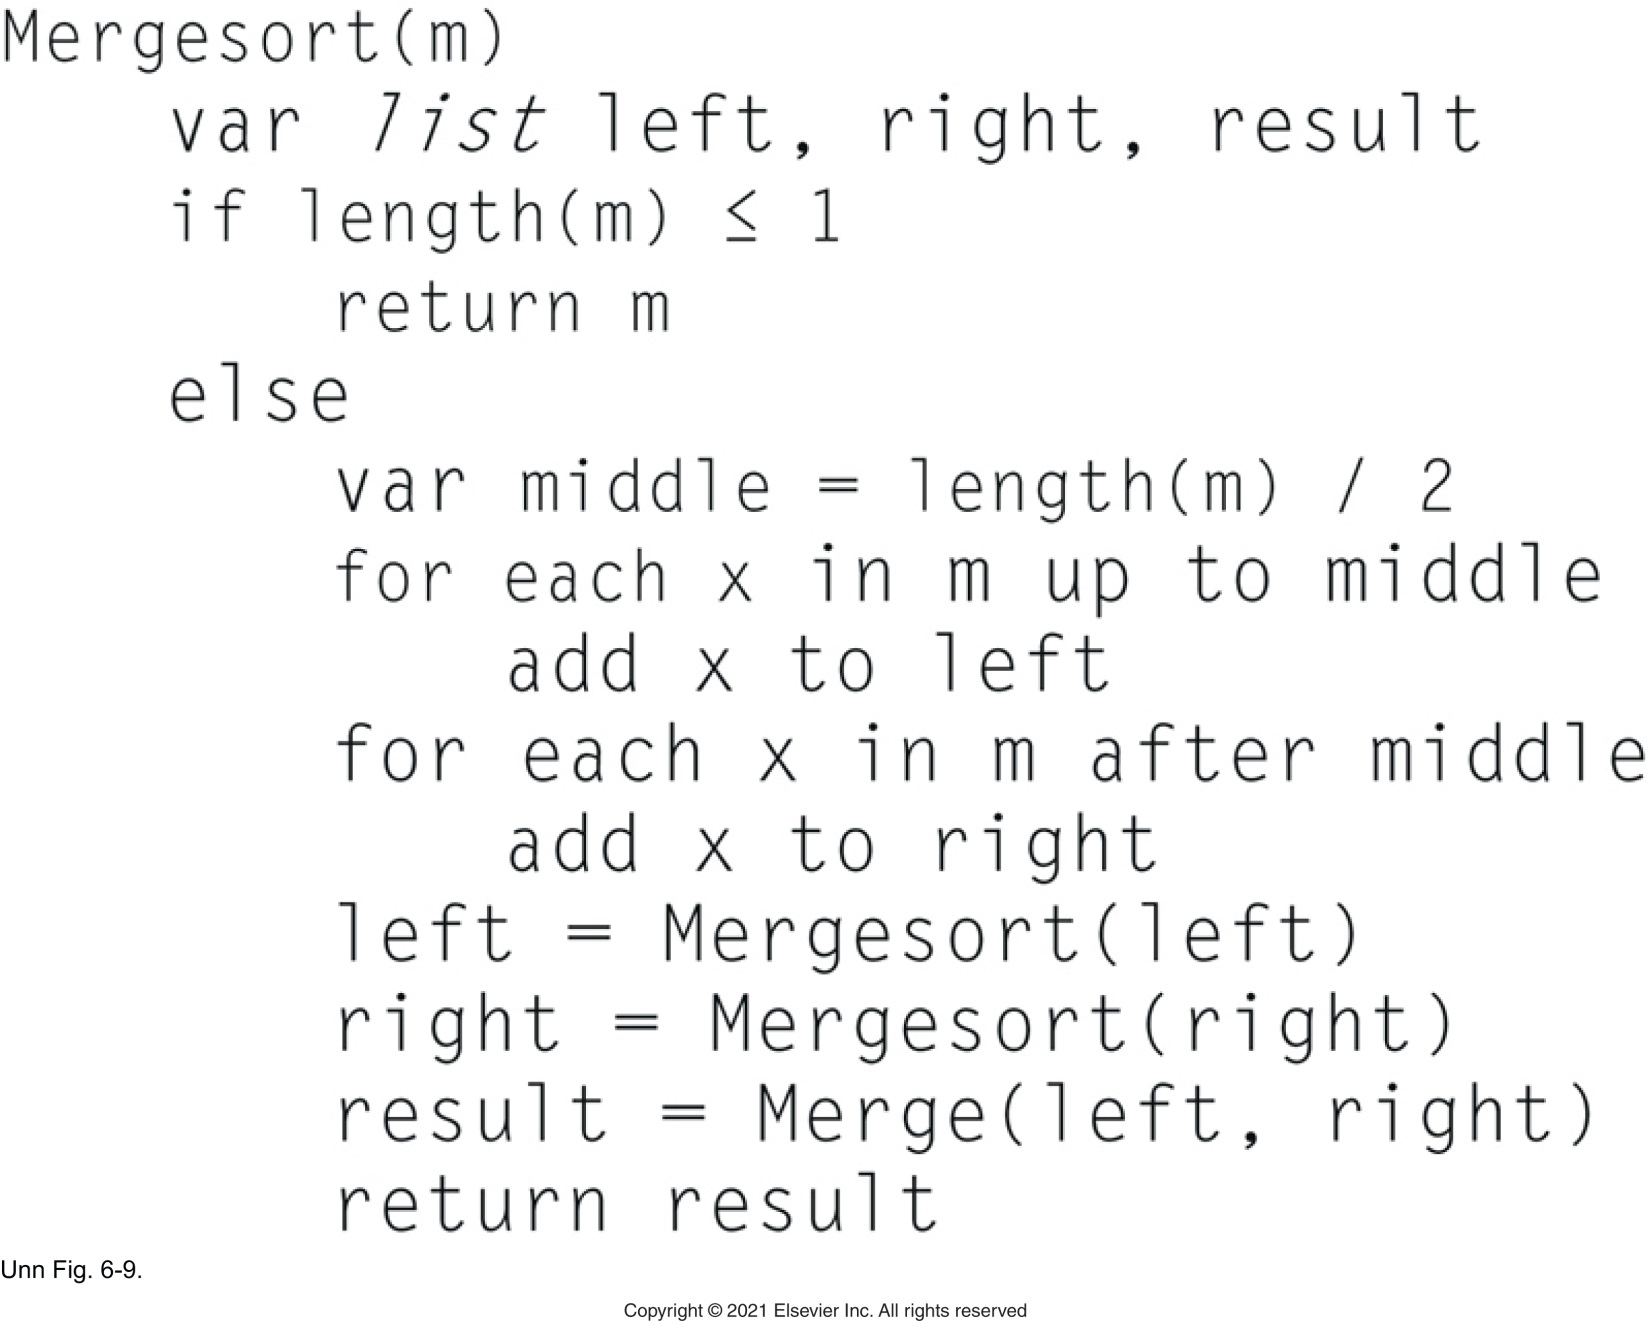 Mergesort(m)
var list left, right, result
if length(m) ≤ 1
return m
else
var middle = length(m) / 2
for each x in m up to middle
add x to left
for each x in m after middle
add x to right
left = Mergesort(left)
right = Mergesort(right)
result = Merge(left, right)
return result
Unn Fig. 6-9.
Copyright © 2021 Elsevier Inc. All rights reserved